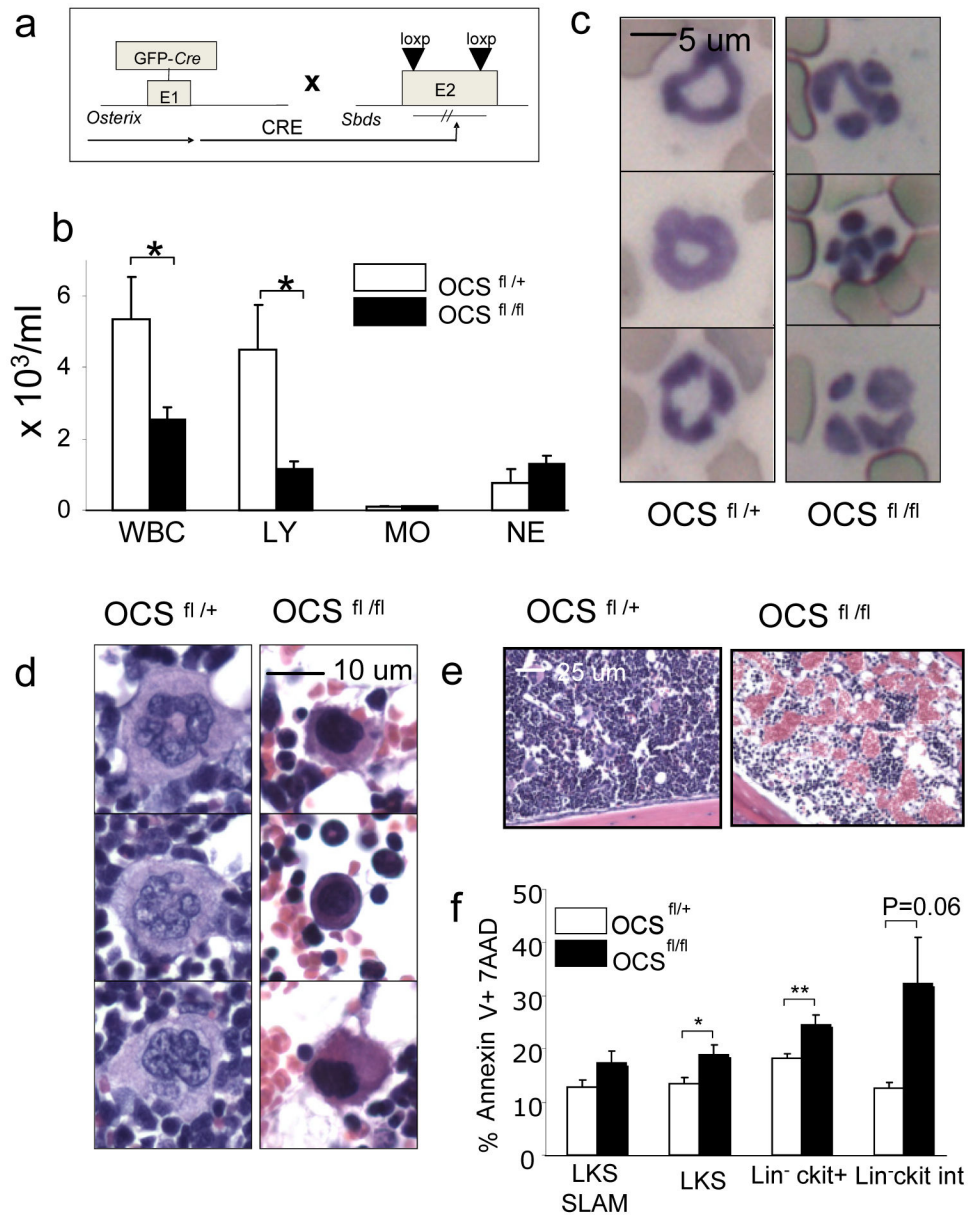 a
loxp loxp
GFP-Cre
E1
x
E2
Osterix
CRE
Sbds
b
* *
OCS fl /+
OCS fl /fl
x 10³/ml
6
4
2
0
WBC LY MO NE
c
5 um
OCS fl /+ OCS fl /fl
d
OCS fl /+ OCS fl /fl
10 um
e
OCS fl /+ OCS fl /fl
25 um
f
% Annexin V+ 7AAD
50
40
30
20
10
0
OCS fl/+
OCS fl/fl
*
**
P=0.06
LKS SLAM
LKS
Lin⁻ ckit+
Lin⁻ckit int